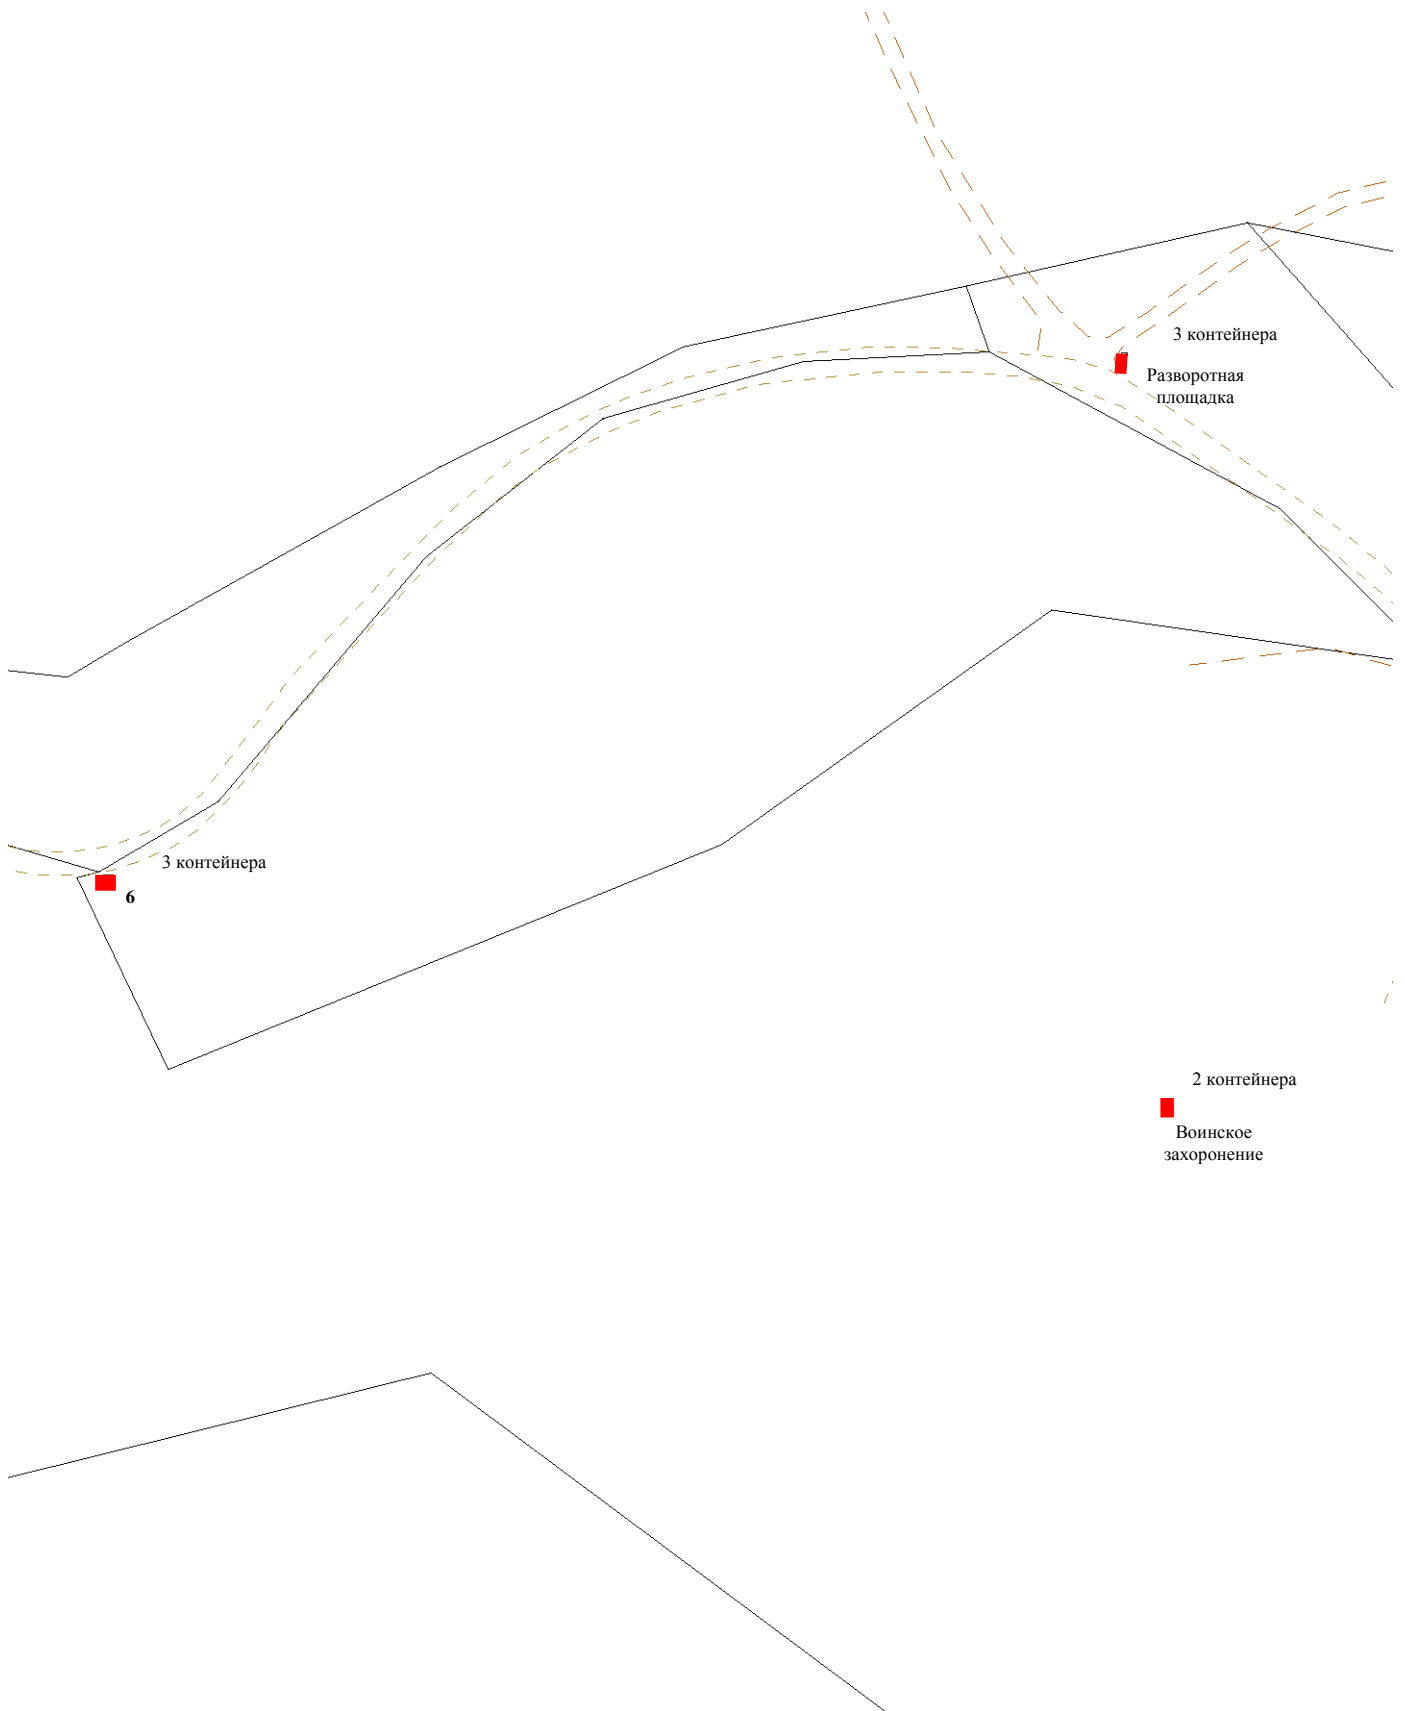 3 контейнера
Разворотная
площадка
3 контейнера
6
2 контейнера
Воинское
захоронение